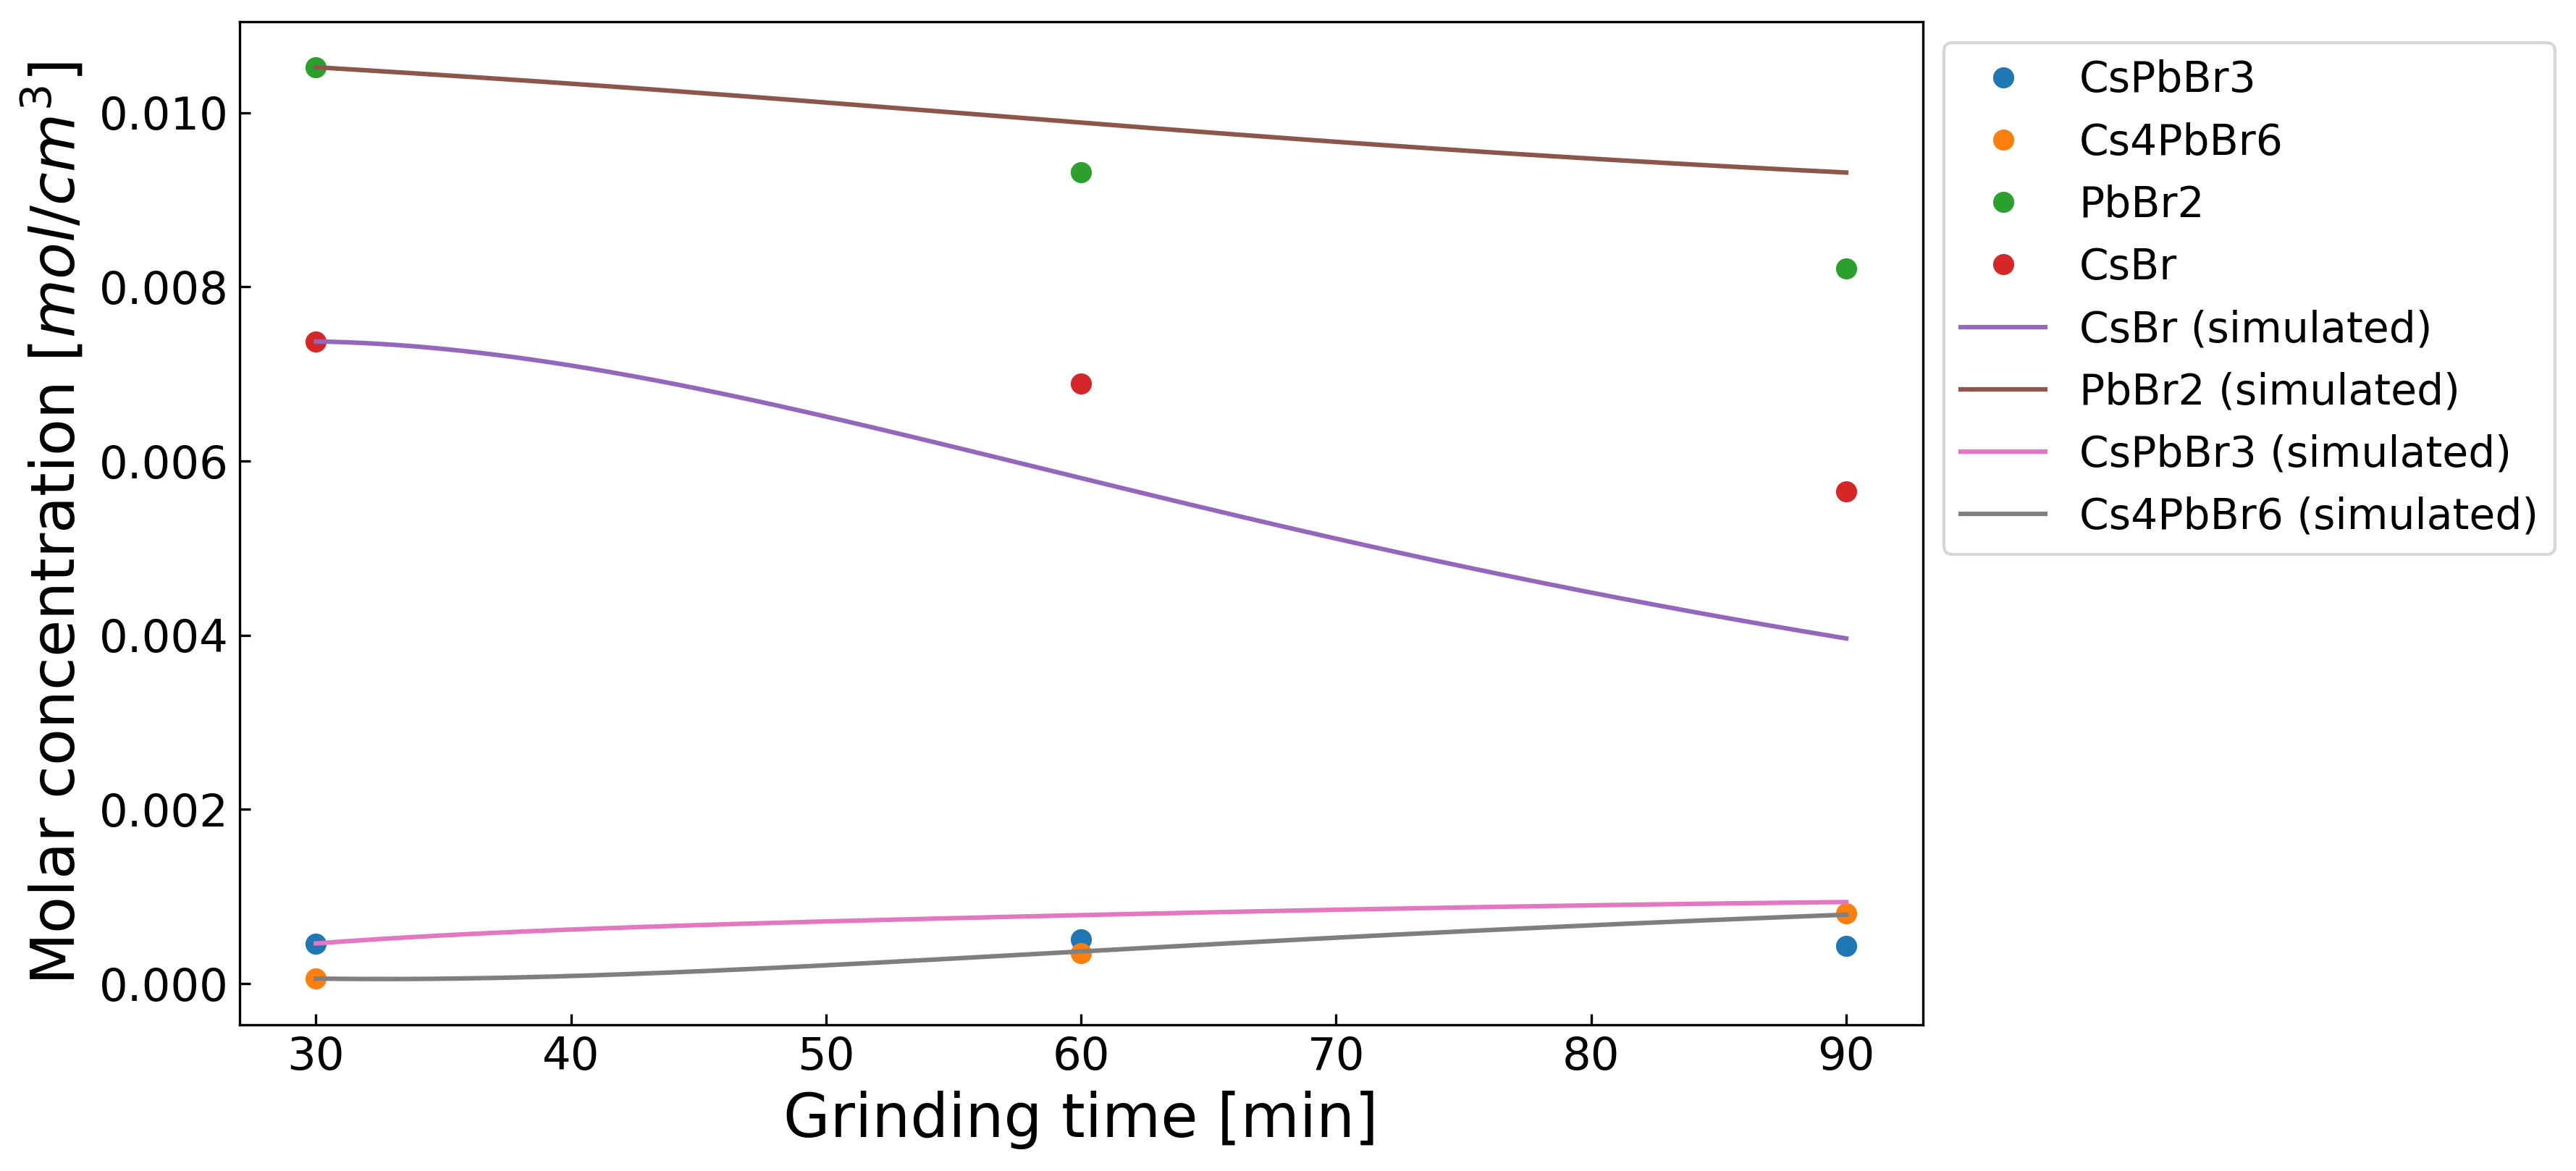 Molar concentration [mol/cm³]
0.010
0.008
0.006
0.004
0.002
0.000
30 40 50 60 70 80 90
Grinding time [min]
CsPbBr3
Cs4PbBr6
PbBr2
CsBr
CsBr (simulated)
PbBr2 (simulated)
CsPbBr3 (simulated)
Cs4PbBr6 (simulated)